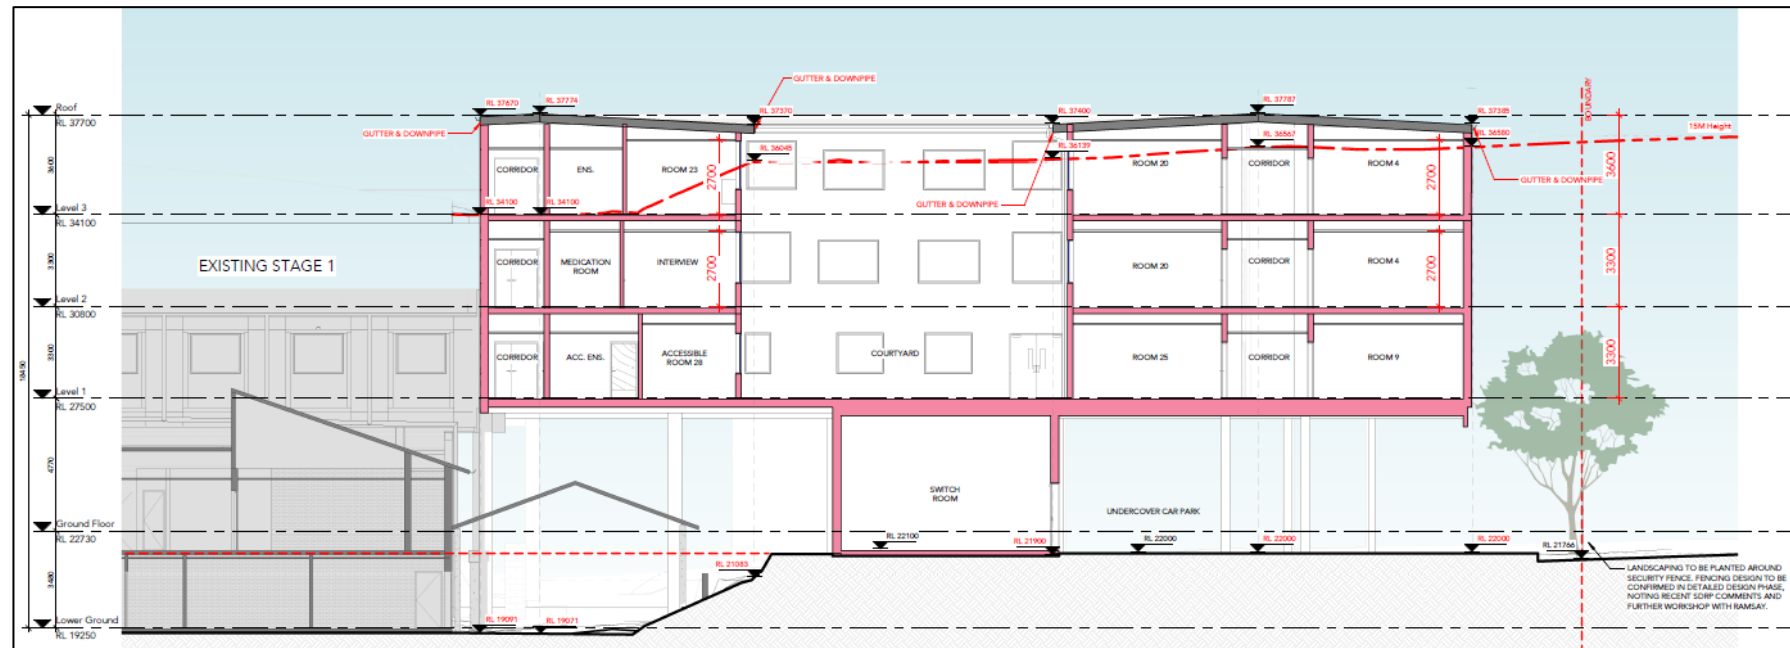 GUTTER & DOWNPIPE
BOUNDARY
Roof
RL 37700
RL 37670
RL 37774
RL 37370
RL 37400
RL 37787
RL 37385
15M Height
GUTTER & DOWNPIPE
RL 36045
RL 36139
RL 36567
RL 36580
3600
CORRIDOR
ENS.
ROOM 23
2700
ROOM 20
CORRIDOR
ROOM 4
2700
3600
GUTTER & DOWNPIPE
GUTTER & DOWNPIPE
Level 3
RL 34100
RL 34100
RL 34100
EXISTING STAGE 1
3300
CORRIDOR
MEDICATION
ROOM
INTERVIEW
2700
ROOM 20
CORRIDOR
ROOM 4
2700
3300
Level 2
RL 30800
18450
3300
CORRIDOR
ACC. ENS.
ACCESSIBLE
ROOM 28
COURTYARD
ROOM 25
CORRIDOR
ROOM 9
3300
Level 1
RL 27500
4770
SWITCH
ROOM
UNDERCOVER CAR PARK
Ground Floor
RL 22730
RL 22100
RL 21900
RL 22000
RL 22000
RL 22000
RL 21766
RL 21083
3480
LANDSCAPING TO BE PLANTED AROUND
SECURITY FENCE. FENCING DESIGN TO BE
CONFIRMED IN DETAILED DESIGN PHASE,
NOTING RECENT SDRP COMMENTS AND
FURTHER WORKSHOP WITH RAMSAY.
Lower Ground
RL 19250
RL 19091
RL 19071